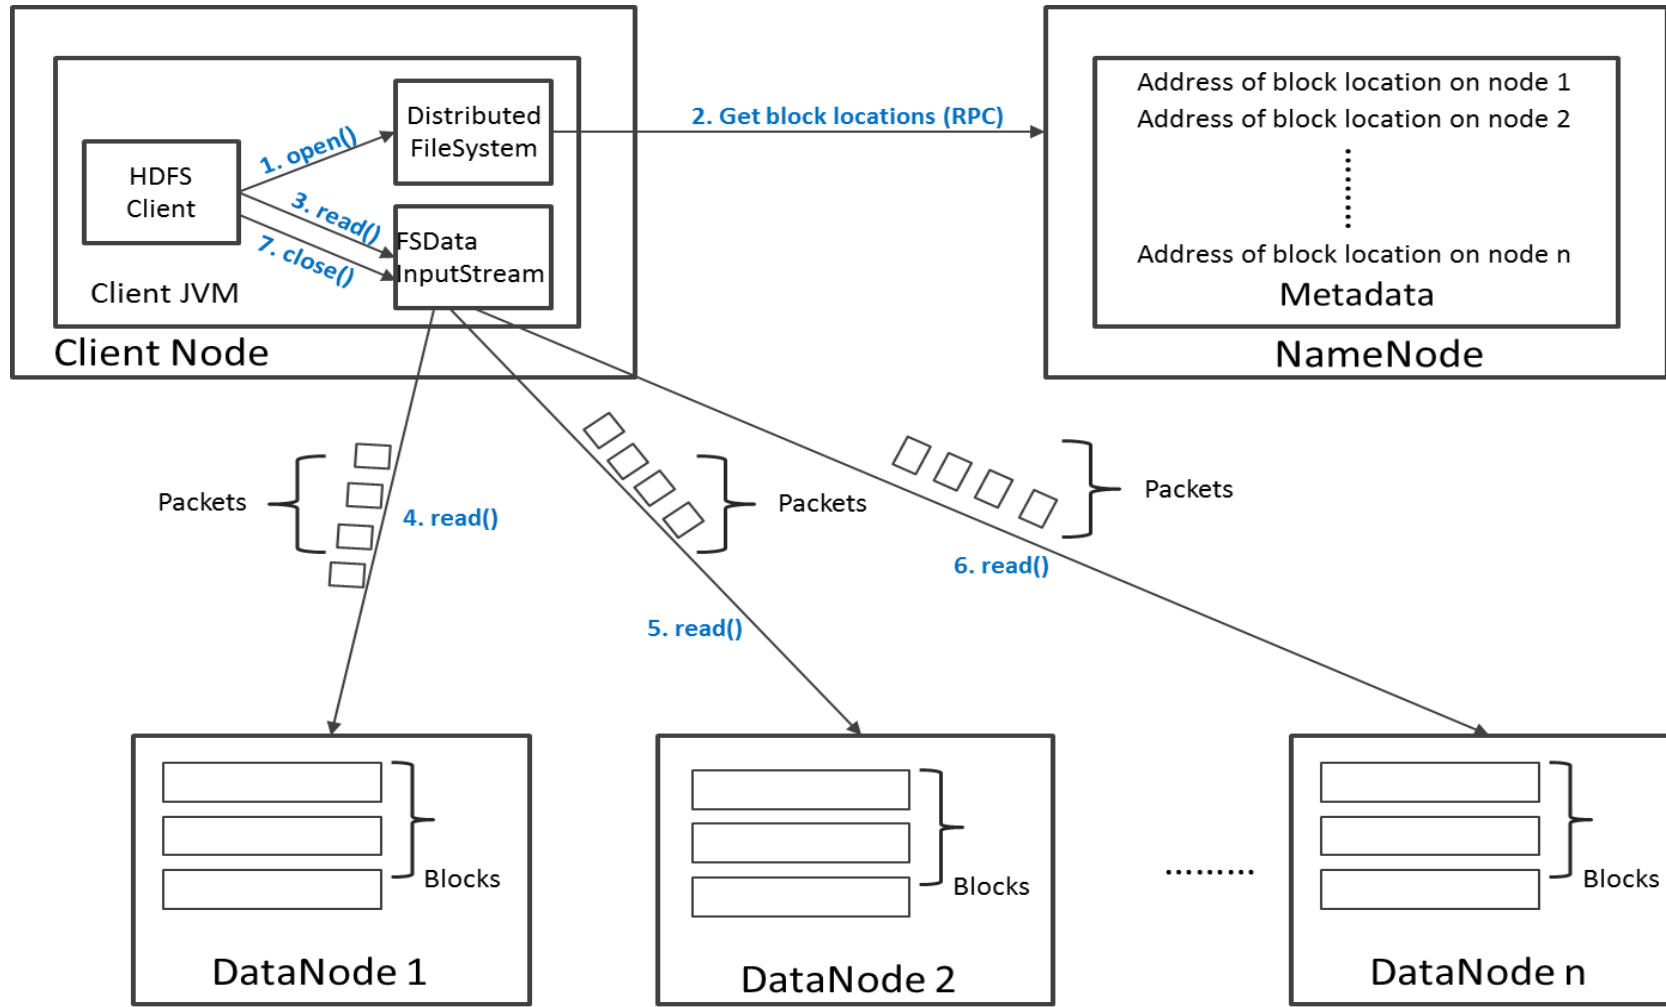 HDFS
Client
1. open()
3. read()
7. close()
Distributed
FileSystem
FSData
InputStream
Client JVM
Client Node
2. Get block locations (RPC)
Address of block location on node 1
Address of block location on node 2
Address of block location on node n
Metadata
NameNode
Packets
4. read()
Packets
5. read()
Packets
6. read()
Blocks
DataNode 1
Blocks
DataNode 2
.........
Blocks
DataNode n